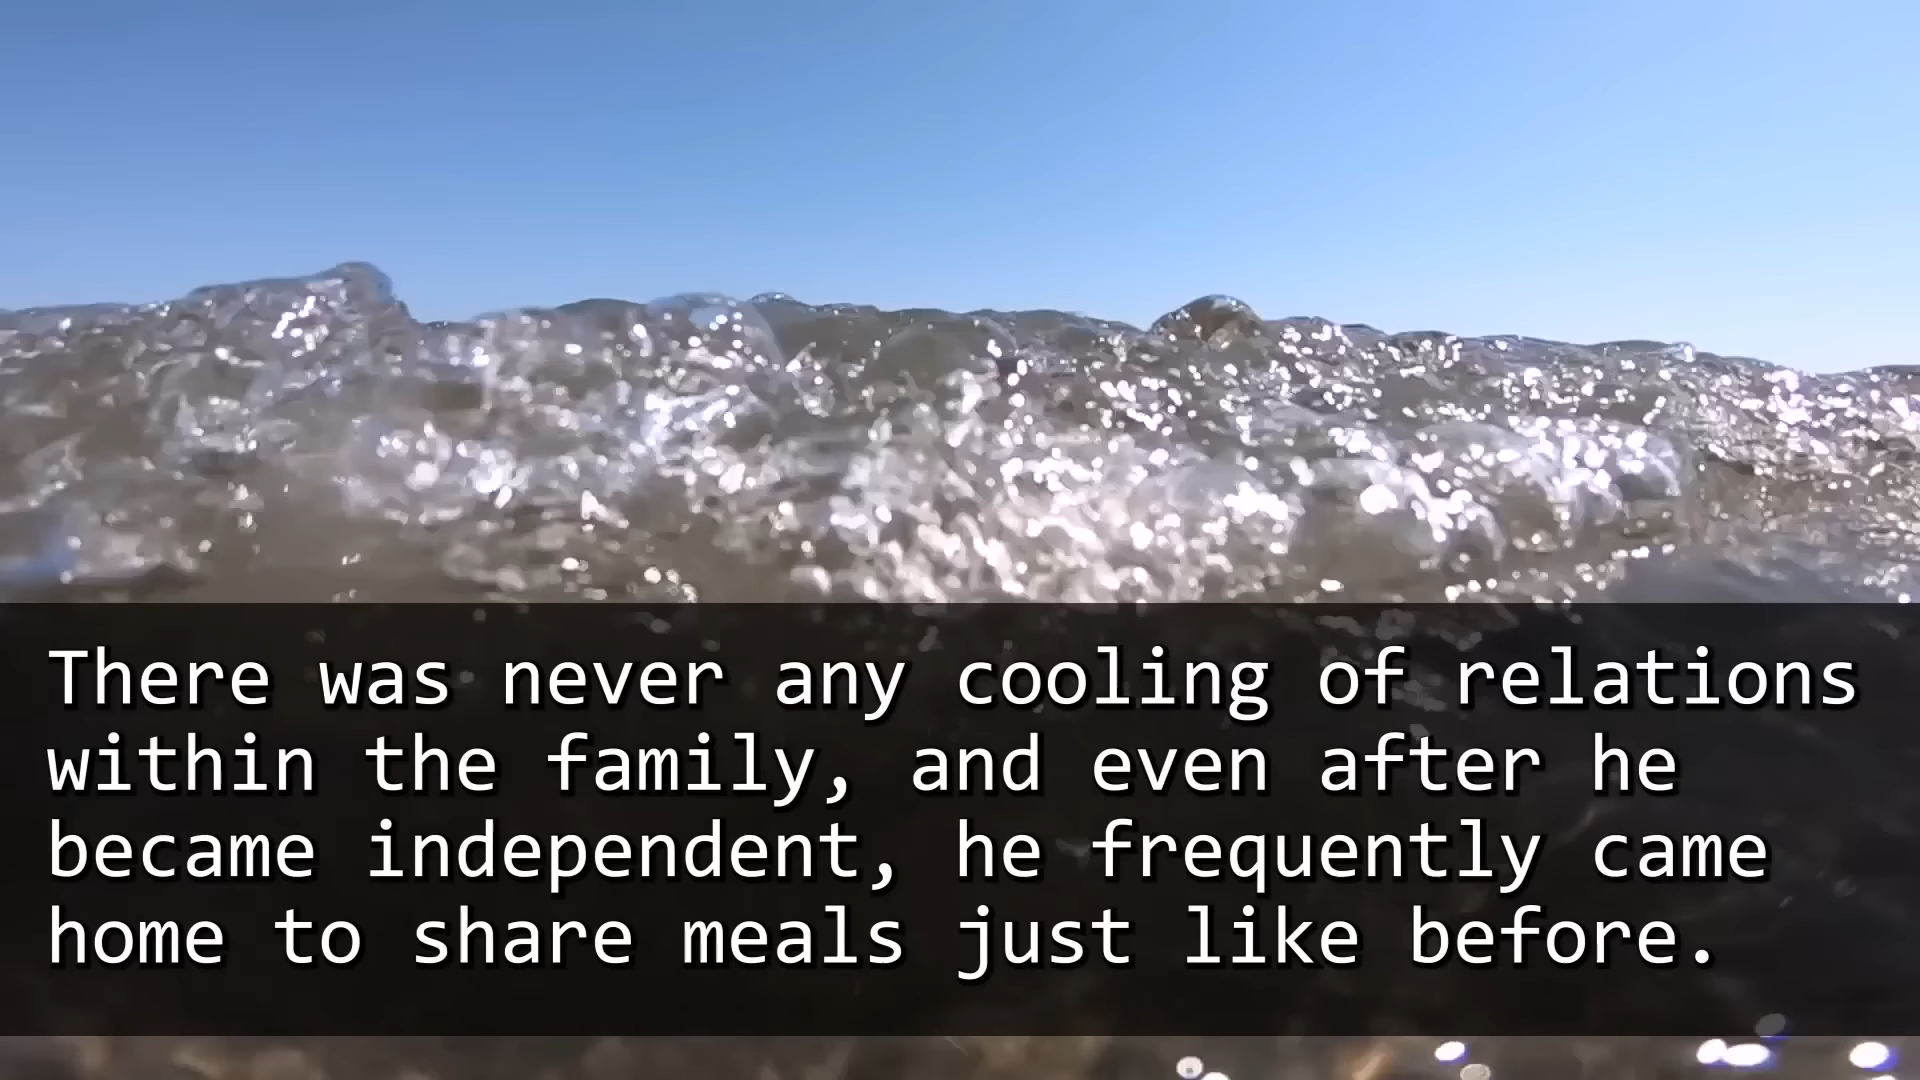 There was never any cooling of relations
within the family, and even after he
became independent, he frequently came
home to share meals just like before.